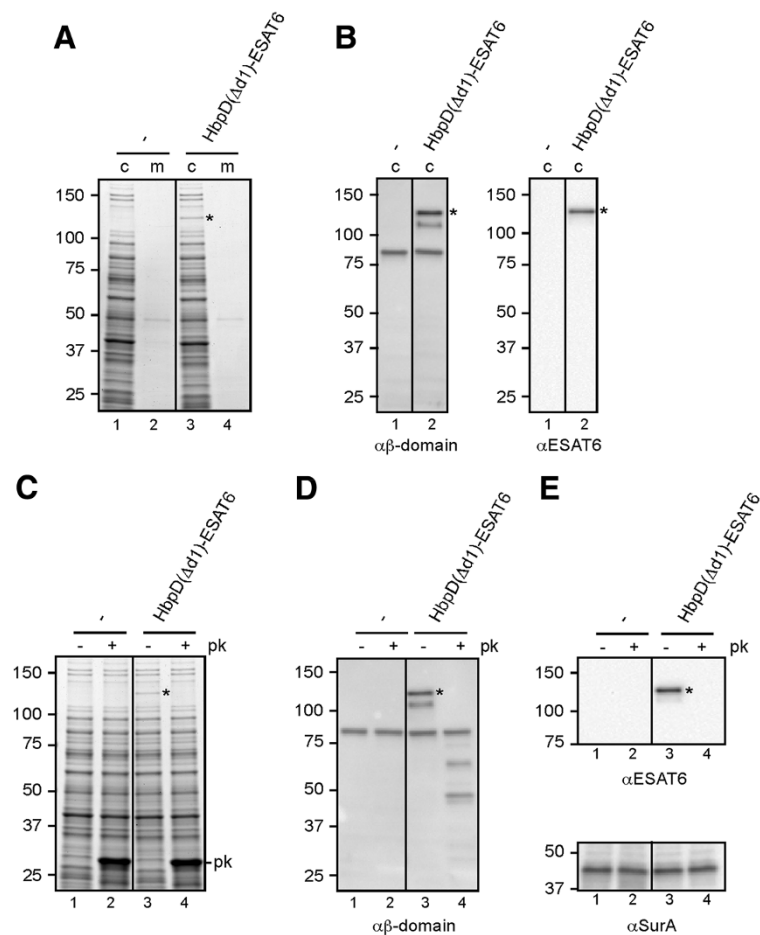 A
- HbpD(Δd1)-ESAT6
c m c m
150
100
75
50
37
25
*
1 2 3 4
B
- HbpD(Δd1)-ESAT6
c c
150
100
75
50
37
25
*
1 2
αβ-domain
- HbpD(Δd1)-ESAT6
c c
150
100
75
50
37
25
*
1 2
αESAT6
C
- HbpD(Δd1)-ESAT6
- + - + pk
150
100
75
50
37
25
*
pk
1 2 3 4
D
- HbpD(Δd1)-ESAT6
- + - +
150
100
75
50
37
25
*
1 2 3 4
αβ-domain
E
- HbpD(Δd1)-ESAT6
- + - + pk
150
100
75
*
1 2 3 4
αESAT6
50
37
1 2 3 4
αSurA